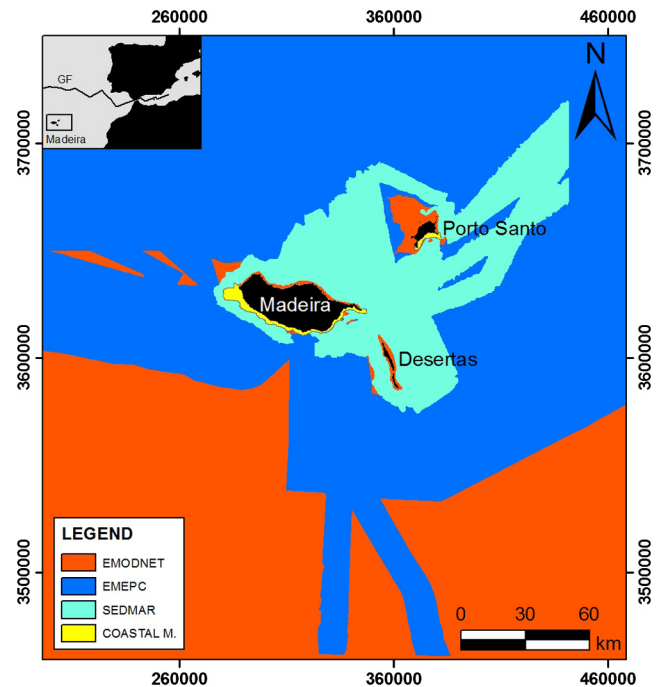 260000 360000 460000
GF
Madeira
N
3700000 3700000
Porto Santo
Madeira
3600000 3600000
Desertas
LEGEND
EMODNET
EMEPC
SEDMAR
COASTAL M.
3500000 3500000
0 30 60
km
260000 360000 460000